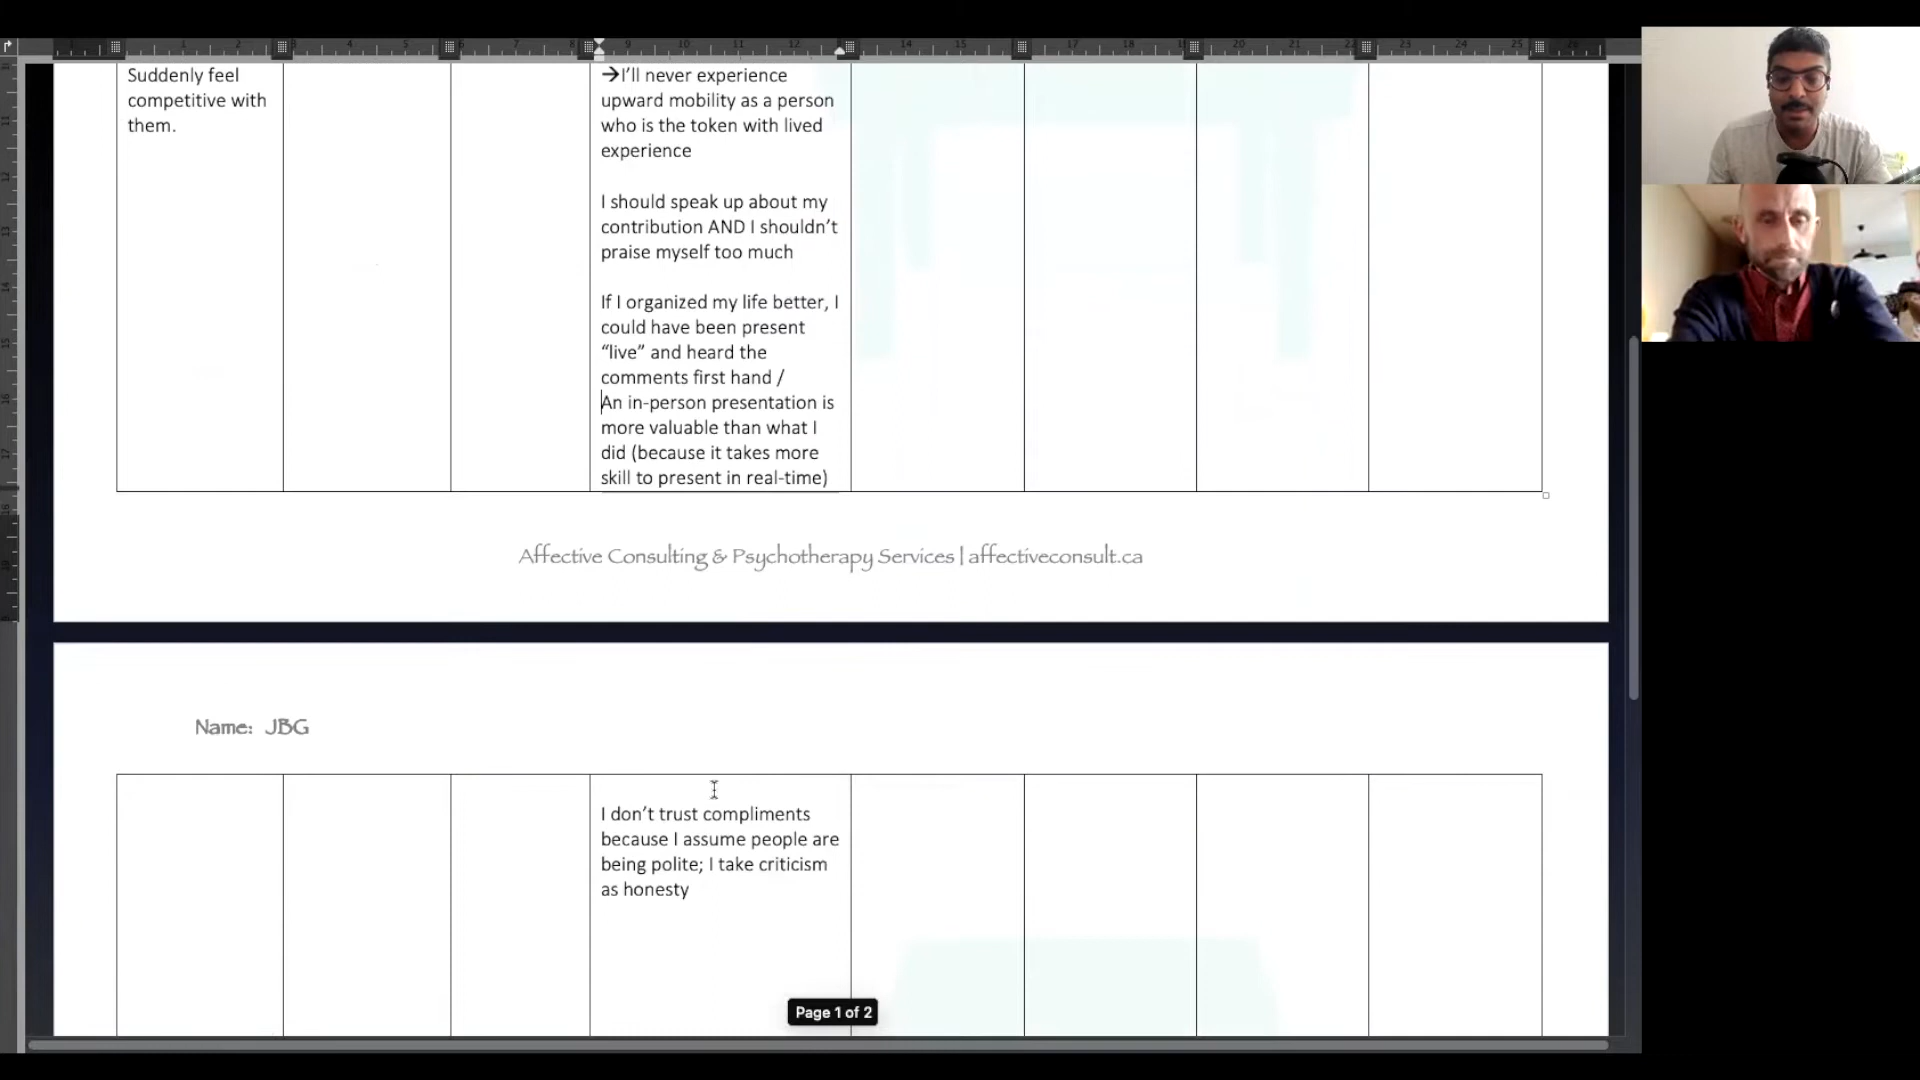 Suddenly feel
competitive with
them.
→I’ll never experience
upward mobility as a person
who is the token with lived
experience
I should speak up about my
contribution AND I shouldn’t
praise myself too much
If I organized my life better, I
could have been present
“live” and heard the
comments first hand /
An in-person presentation is
more valuable than what I
did (because it takes more
skill to present in real-time)
Affective Consulting & Psychotherapy Services | affectiveconsult.ca
Name: JBG
I don’t trust compliments
because I assume people are
being polite; I take criticism
as honesty
Page 1 of 2